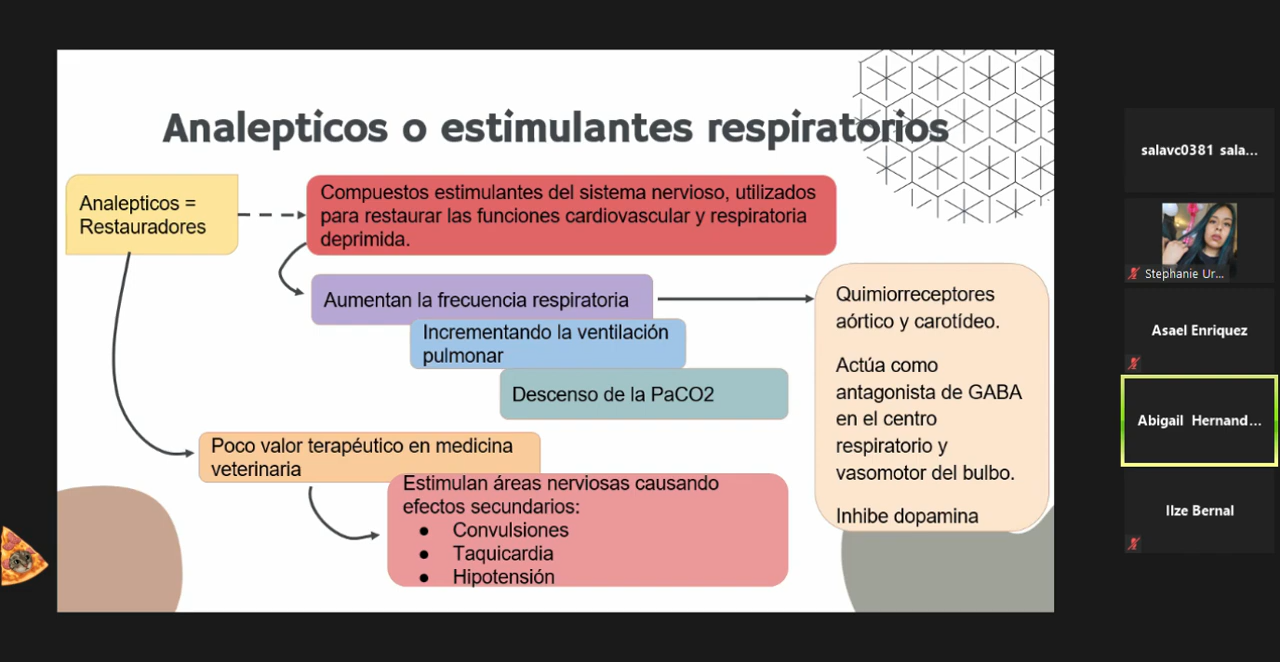 Analepticos o estimulantes respiratorios
Analepticos =
Restauradores
Compuestos estimulantes del sistema nervioso, utilizados
para restaurar las funciones cardiovascular y respiratoria
deprimida.
Aumentan la frecuencia respiratoria
Incrementando la ventilación
pulmonar
Descenso de la PaCO2
Quimiorreceptores
aórtico y carotídeo.
Actúa como
antagonista de GABA
en el centro
respiratorio y
vasomotor del bulbo.
Inhibe dopamina
Poco valor terapéutico en medicina
veterinaria
Estimulan áreas nerviosas causando
efectos secundarios:
● Convulsiones
● Taquicardia
● Hipotensión
salavc0381 sala...
Stephanie Ur...
Asael Enriquez
Abigail Hernand...
Ilze Bernal